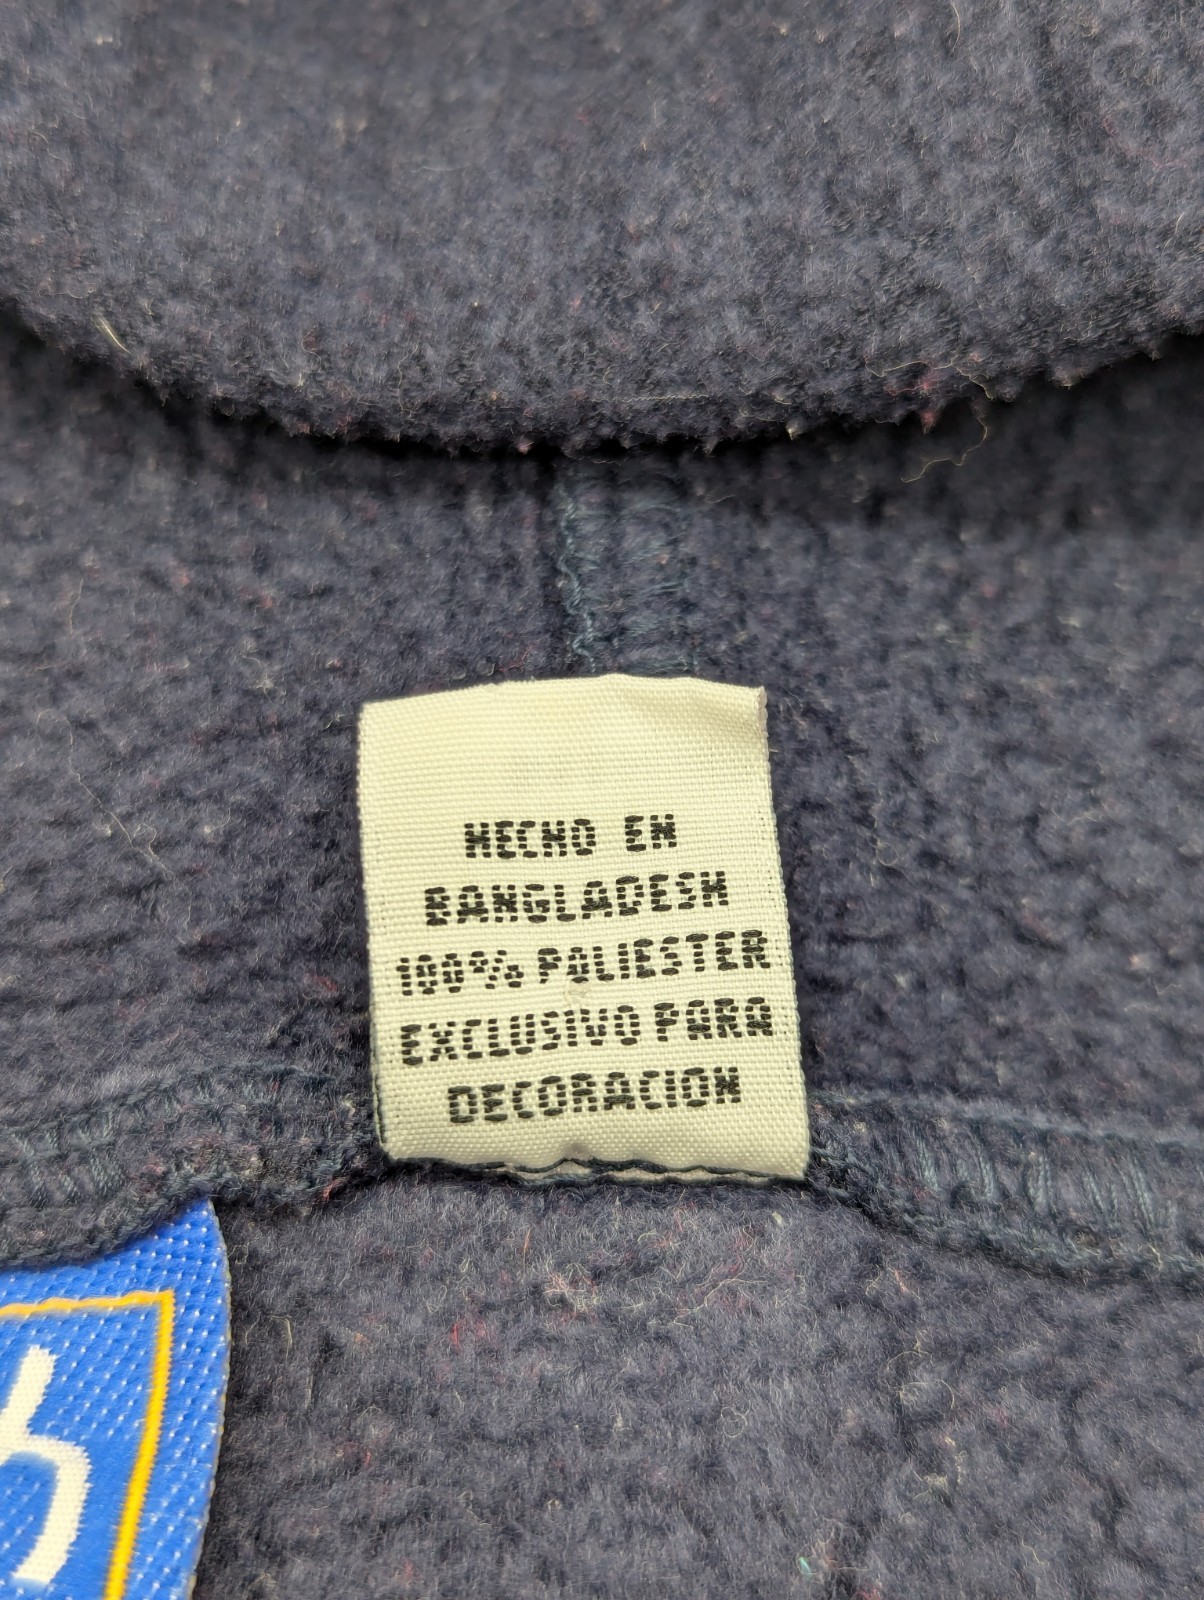 HECHO EN
BANGLADESH
100% POLIESTER
EXCLUSIVO PARA
DECORACION